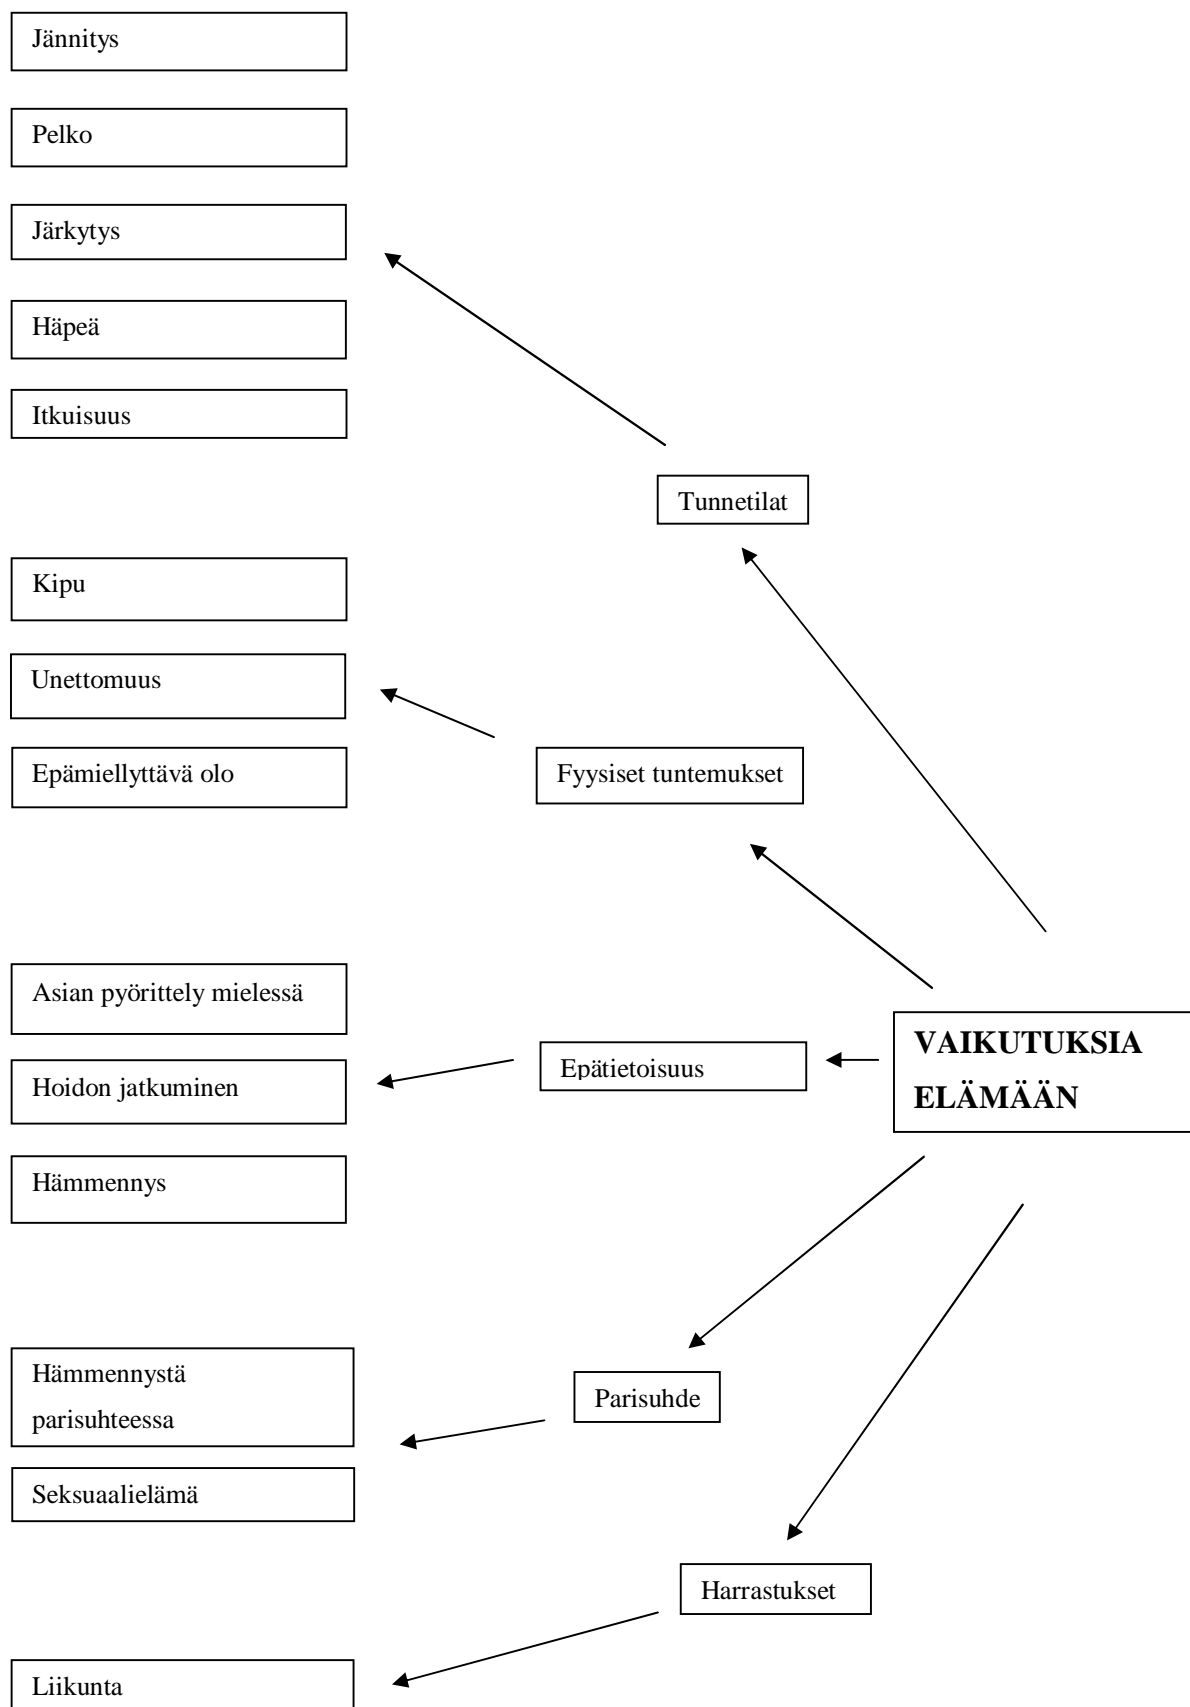 Jännitys
Pelko
Järkytys
Häpeä
Itkuisuus
Tunnetilat
Kipu
Unettomuus
Epämiellyttävä olo
Fyysiset tuntemukset
Asian pyörittely mielessä
Hoidon jatkuminen
Hämmennys
Epätietoisuus
VAIKUTUKSIA
ELÄMÄÄN
Hämmennystä
parisuhteessa
Seksuaalielämä
Parisuhde
Harrastukset
Liikunta